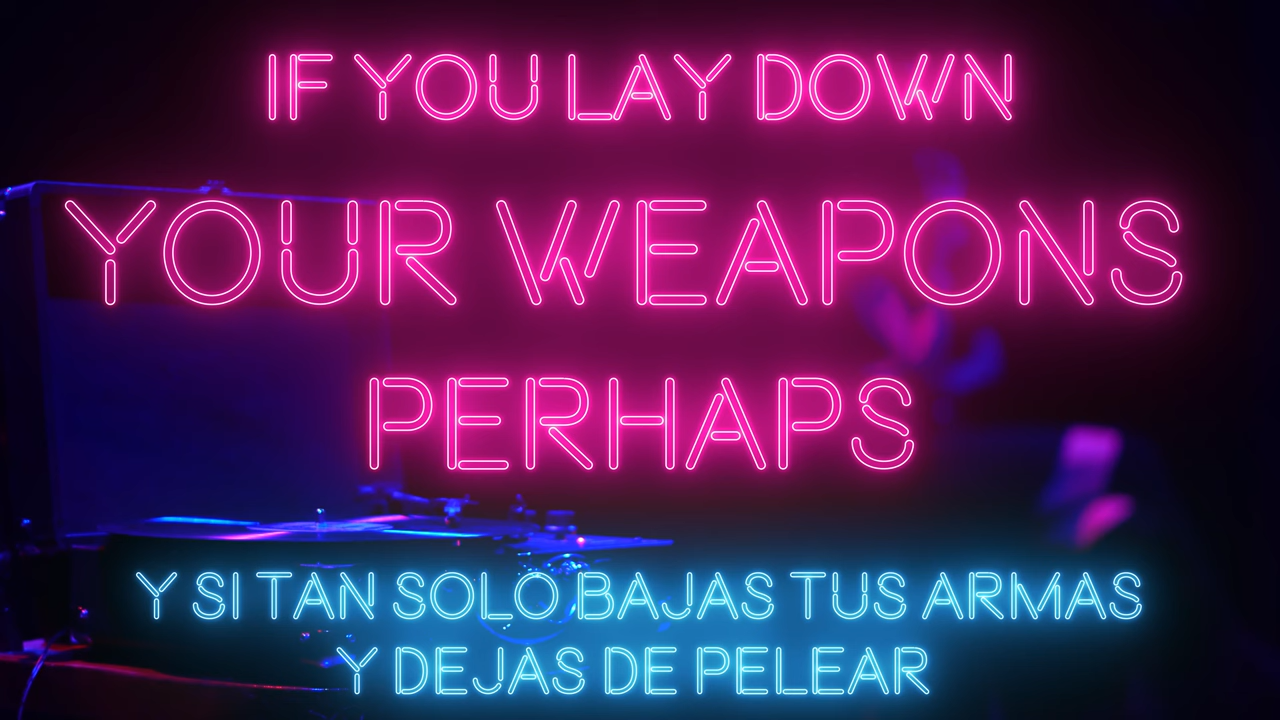 IF YOU LAY DOWN
YOUR WEAPONS
PERHAPS
Y SI TAN SOLO BAJAS TUS ARMAS
Y DEJAS DE PELEAR